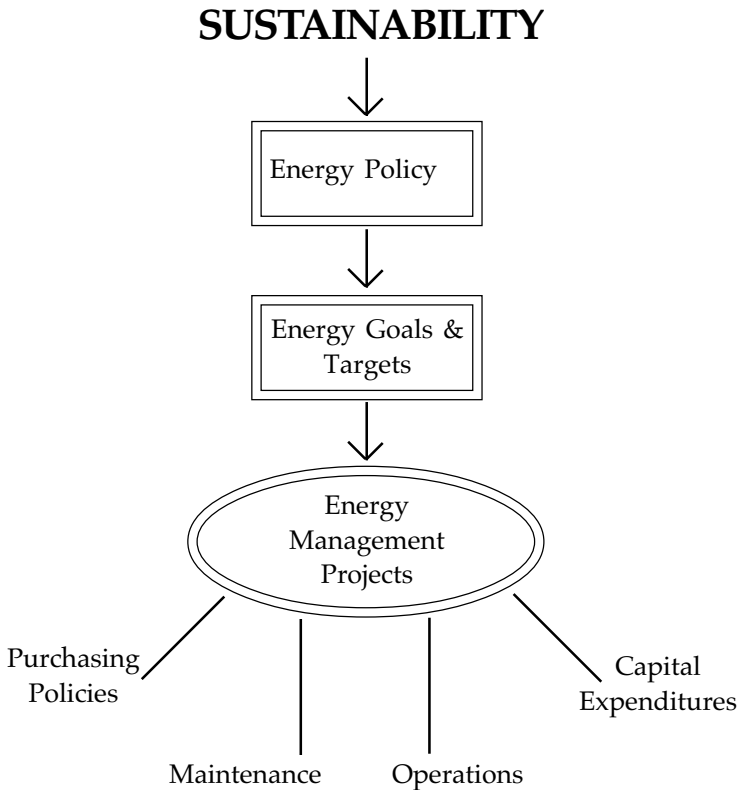 SUSTAINABILITY
Energy Policy
Energy Goals &
Targets
Energy
Management
Projects
Purchasing
Policies
Capital
Expenditures
Maintenance
Operations